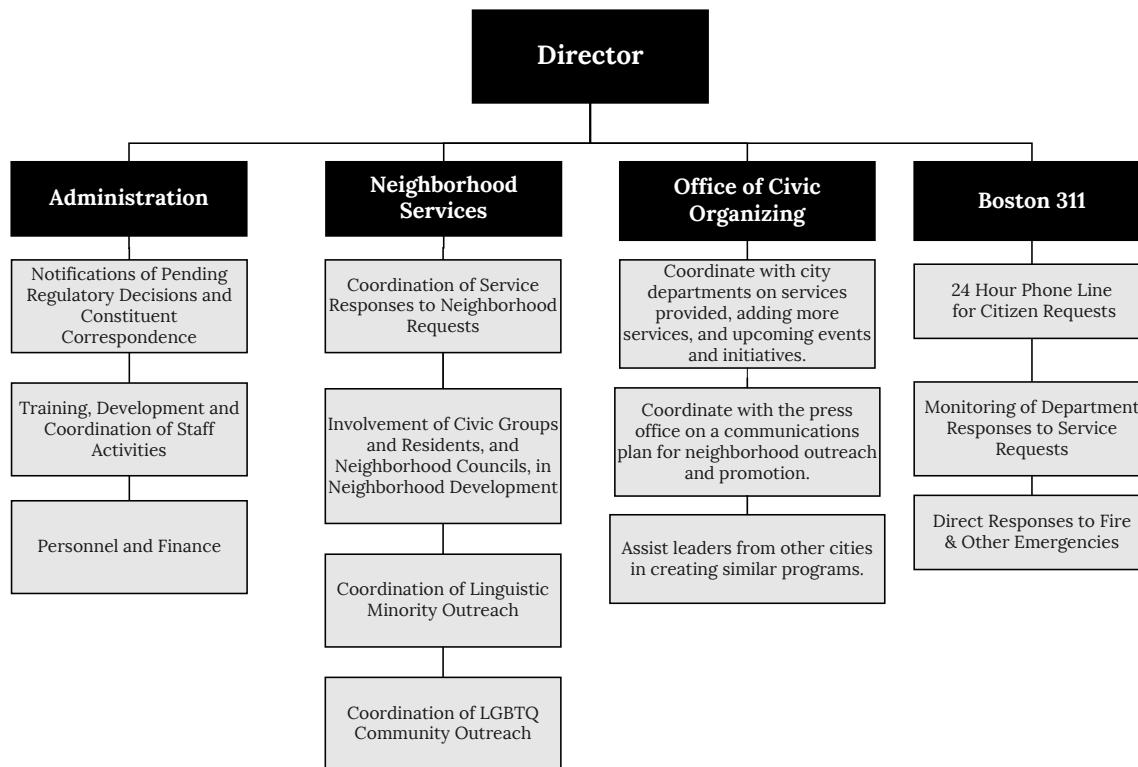 Director
Administration
Notifications of Pending
Regulatory Decisions and
Constituent
Correspondence
Training, Development and
Coordination of Staff
Activities
Personnel and Finance
Neighborhood
Services
Coordination of Service
Responses to Neighborhood
Requests
Involvement of Civic Groups
and Residents, and
Neighborhood Councils, in
Neighborhood Development
Coordination of Linguistic
Minority Outreach
Coordination of LGBTQ
Community Outreach
Office of Civic
Organizing
Coordinate with city
departments on services
provided, adding more
services, and upcoming events
and initiatives.
Coordinate with the press
office on a communications
plan for neighborhood outreach
and promotion.
Assist leaders from other cities
in creating similar programs.
Boston 311
24 Hour Phone Line
for Citizen Requests
Monitoring of Department
Responses to Service
Requests
Direct Responses to Fire
& Other Emergencies